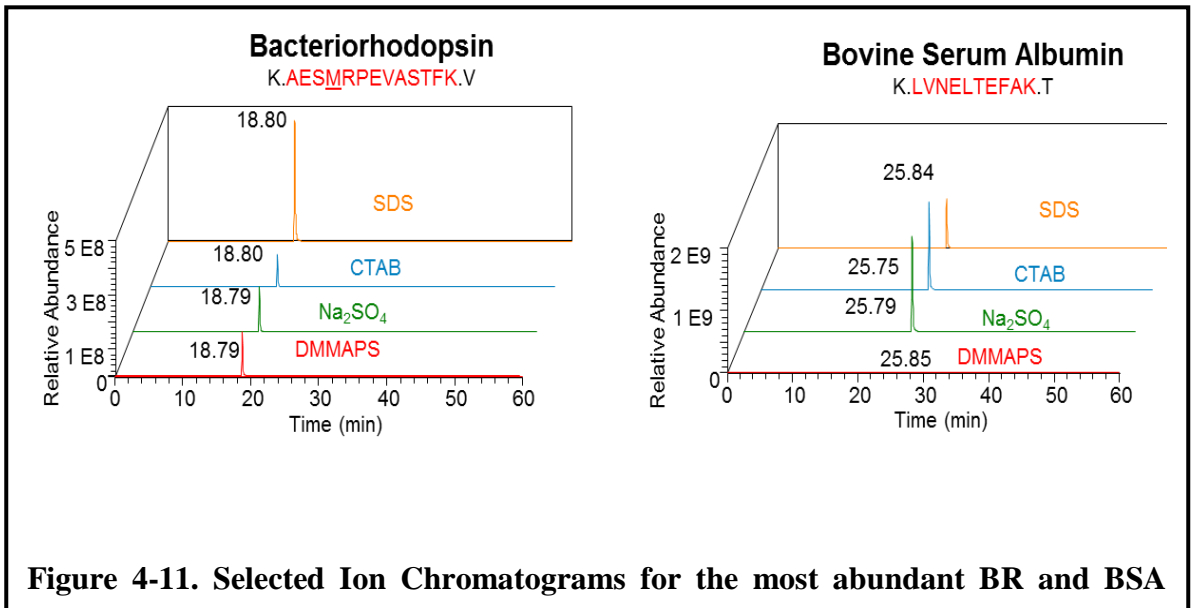 Bacteriorhodopsin
K.AESMRPEVASTFK.V
18.80
SDS
18.80
CTAB
18.79
Na₂SO₄
18.79
DMMAPS
Relative Abundance
5 E8
3 E8
1 E8
0
0 10 20 30 40 50 60
Time (min)
Bovine Serum Albumin
K.LVNELTEFAK.T
25.84
SDS
25.75
CTAB
25.79
Na₂SO₄
25.85
DMMAPS
Relative Abundance
2 E9
1 E9
0
0 10 20 30 40 50 60
Time (min)
Figure 4-11. Selected Ion Chromatograms for the most abundant BR and BSA